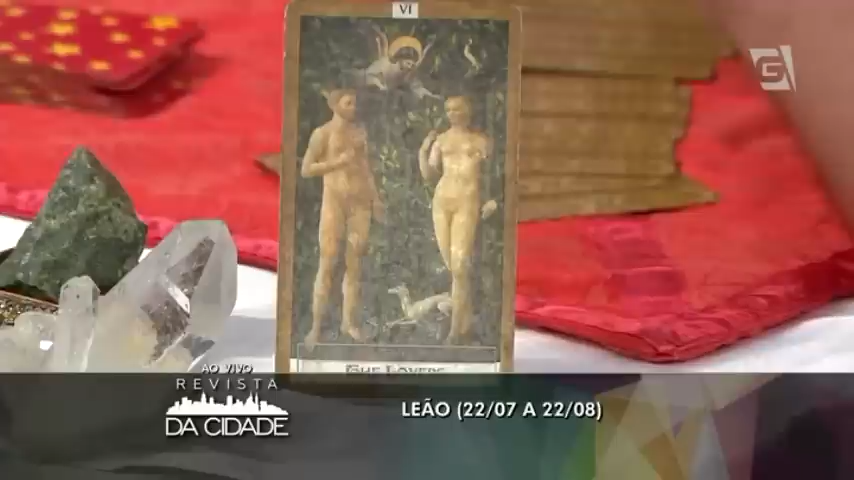 VI
THE LOVERS
G
AO VIVO
REVISTA
DA CIDADE
LEÃO (22/07 A 22/08)